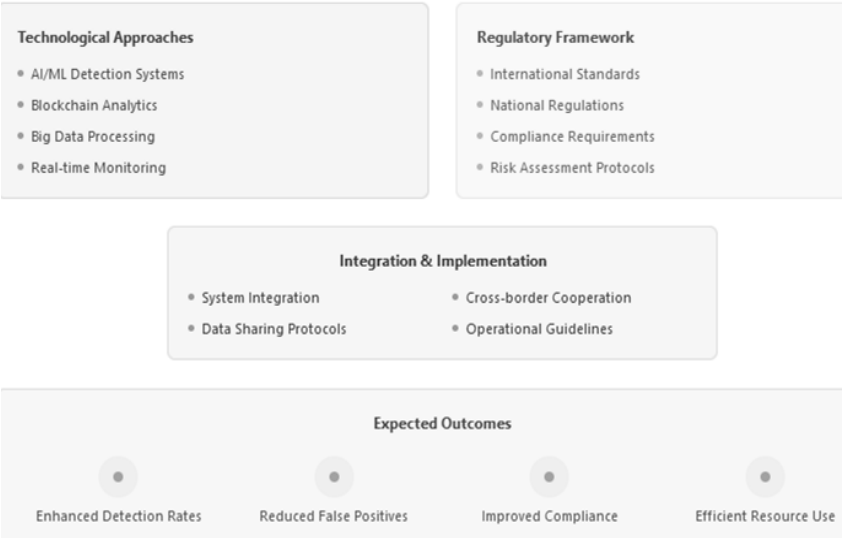 Technological Approaches
AI/ML Detection Systems
Blockchain Analytics
Big Data Processing
Real-time Monitoring
Regulatory Framework
International Standards
National Regulations
Compliance Requirements
Risk Assessment Protocols
Integration & Implementation
System Integration
Data Sharing Protocols
Cross-border Cooperation
Operational Guidelines
Expected Outcomes
Enhanced Detection Rates
Reduced False Positives
Improved Compliance
Efficient Resource Use